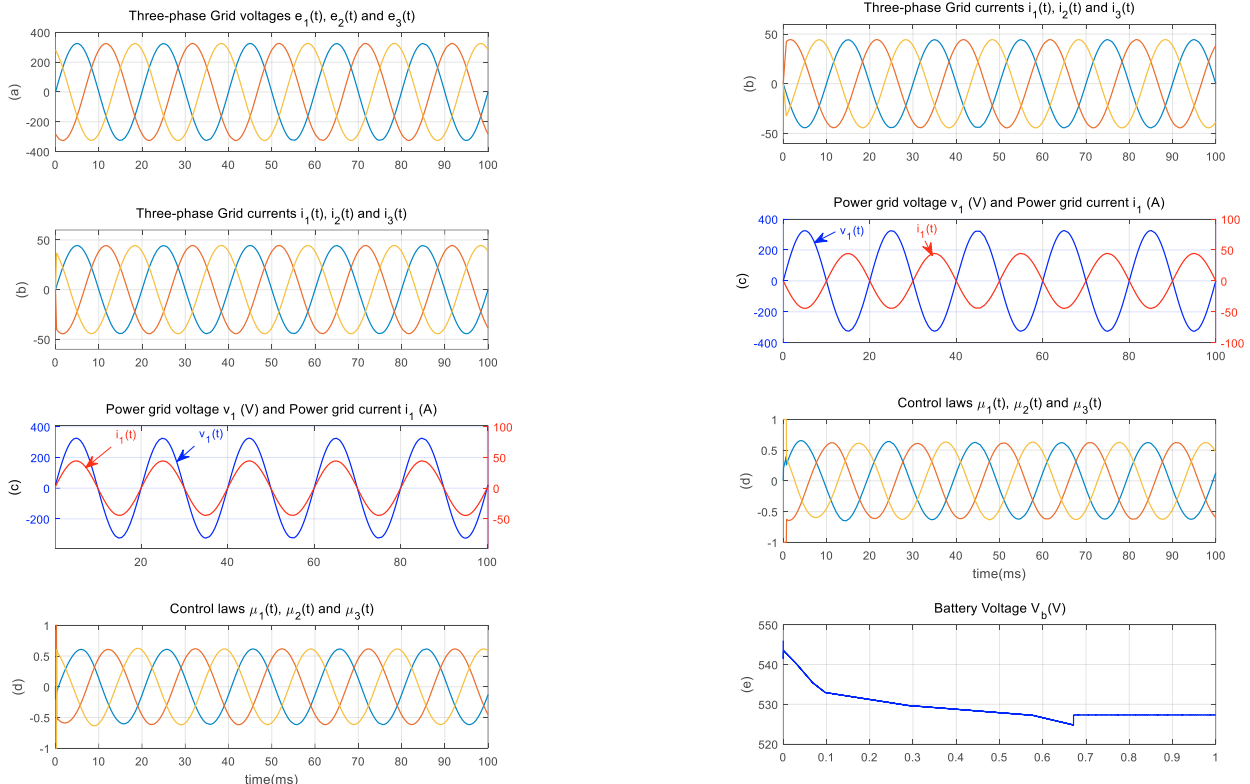 Three-phase Grid voltages e1(t), e2(t) and e3(t)
400
200
0
-200
-400
(a)
0 10 20 30 40 50 60 70 80 90 100
Three-phase Grid currents i1(t), i2(t) and i3(t)
50
0
-50
(b)
0 10 20 30 40 50 60 70 80 90 100
Power grid voltage v1 (V) and Power grid current i1 (A)
400
200
0
-200
(c)
i1(t)
v1(t)
100
50
0
-50
20 40 60 80 100
Control laws μ1(t), μ2(t) and μ3(t)
1
0.5
0
-0.5
-1
(d)
0 10 20 30 40 50 60 70 80 90 100
time(ms)
Three-phase Grid currents i1(t), i2(t) and i3(t)
50
0
-50
(b)
0 10 20 30 40 50 60 70 80 90 100
Power grid voltage v1 (V) and Power grid current i1 (A)
400
200
0
-200
-400
(c)
v1(t)
i1(t)
100
50
0
-50
-100
0 10 20 30 40 50 60 70 80 90 100
Control laws μ1(t), μ2(t) and μ3(t)
1
0.5
0
-0.5
-1
(d)
0 10 20 30 40 50 60 70 80 90 100
time(ms)
Battery Voltage Vb(V)
550
540
530
520
(e)
0 0.1 0.2 0.3 0.4 0.5 0.6 0.7 0.8 0.9 1